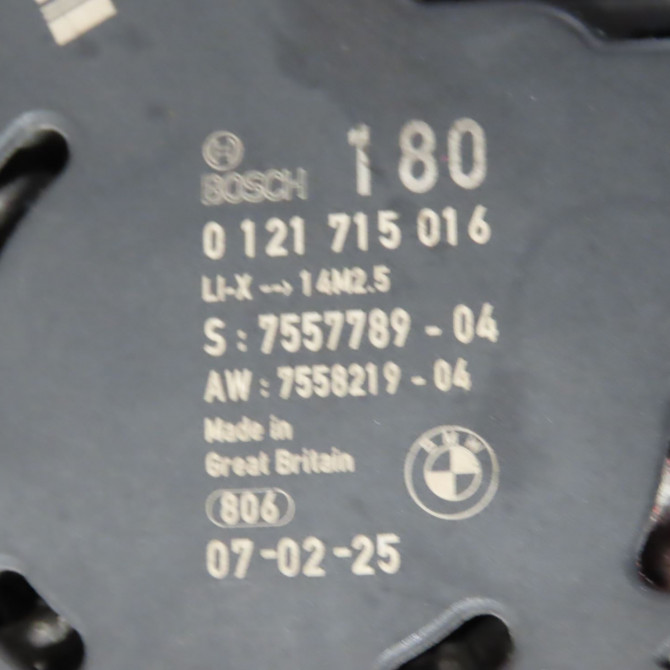 BOSCH 180
0 121 715 016
LI-X --> 14M2.5
S : 7557789 - 04
AW : 7558219 - 04
Made in
Great Britain
BMW
806
07-02-25